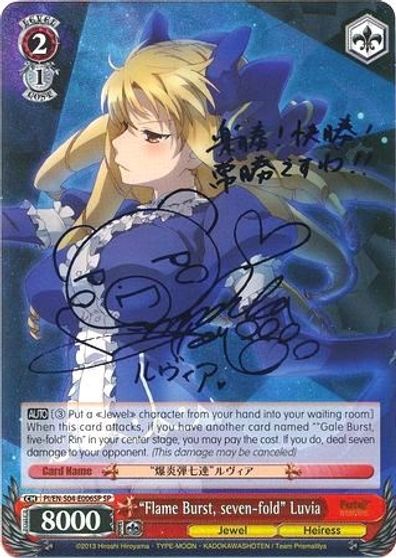 LEVEL
2
1
COST
楽勝！快勝！
常勝ですわ!!
ルヴィア
AUTO [③ Put a «Jewel» character from your hand into your waiting room]
When this card attacks, if you have another card named ""Gale Burst,
five-fold" Rin" in your center stage, you may pay the cost. If you do, deal seven
damage to your opponent. (This damage may be canceled)
Card Name
"爆炎弾七連"ルヴィア
CCH PI/EN-S04-E006SP SP
8000
"Flame Burst, seven-fold" Luvia
Jewel
Heiress
©2013 Hiroshi Hiroyama · TYPE-MOON · KADOKAWASHOTEN / Team Prismaillya